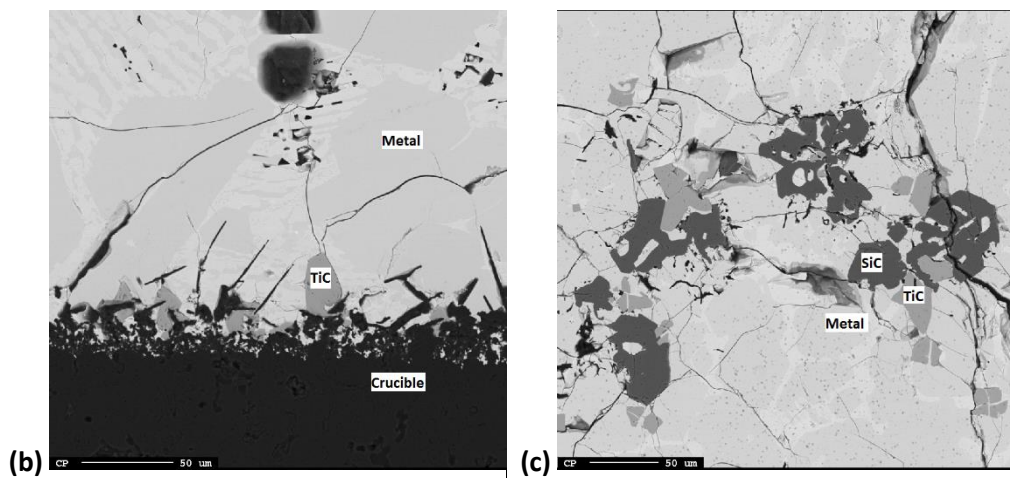 Metal
TiC
Crucible
(b)
CP 50 um
SiC
TiC
Metal
(c)
CP 50 um